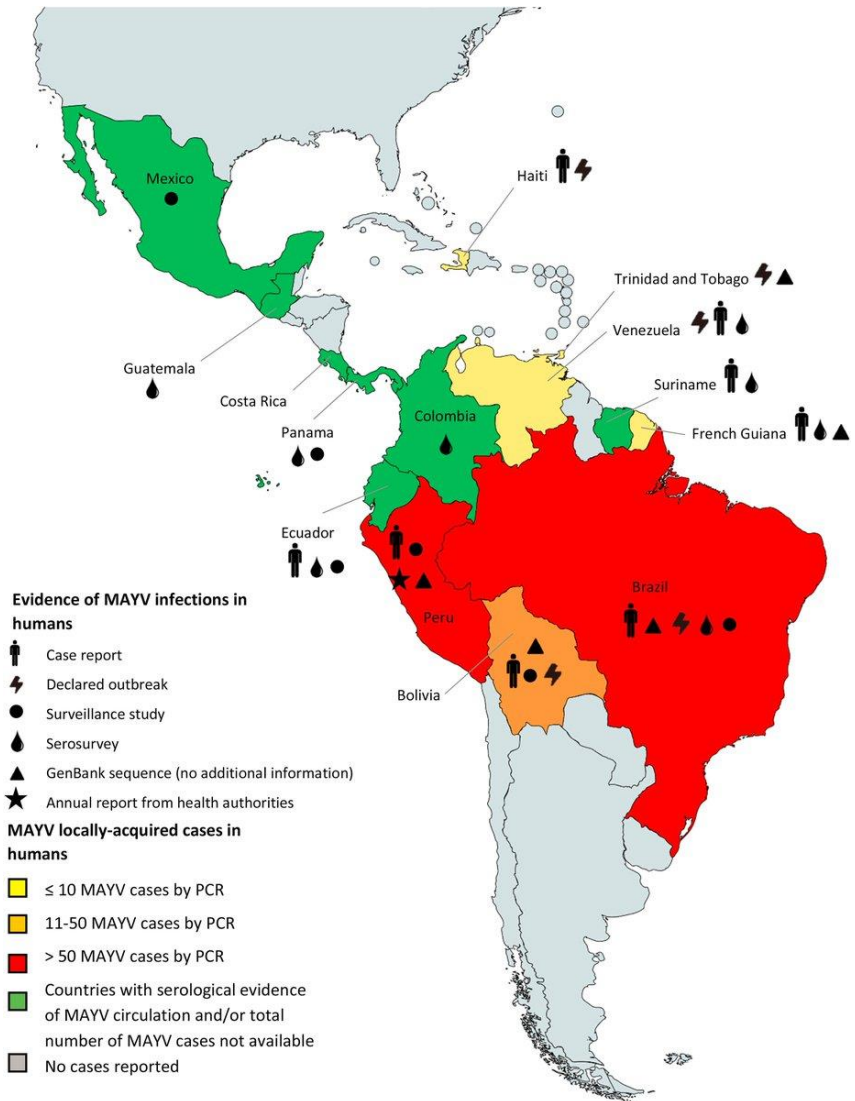 Mexico
Haiti
Trinidad and Tobago
Venezuela
Guatemala
Suriname
Costa Rica
Colombia
Panama
French Guiana
Ecuador
Brazil
Peru
Bolivia
Evidence of MAYV infections in
humans
Case report
Declared outbreak
Surveillance study
Serosurvey
GenBank sequence (no additional information)
Annual report from health authorities
MAYV locally-acquired cases in
humans
≤ 10 MAYV cases by PCR
11-50 MAYV cases by PCR
> 50 MAYV cases by PCR
Countries with serological evidence
of MAYV circulation and/or total
number of MAYV cases not available
No cases reported